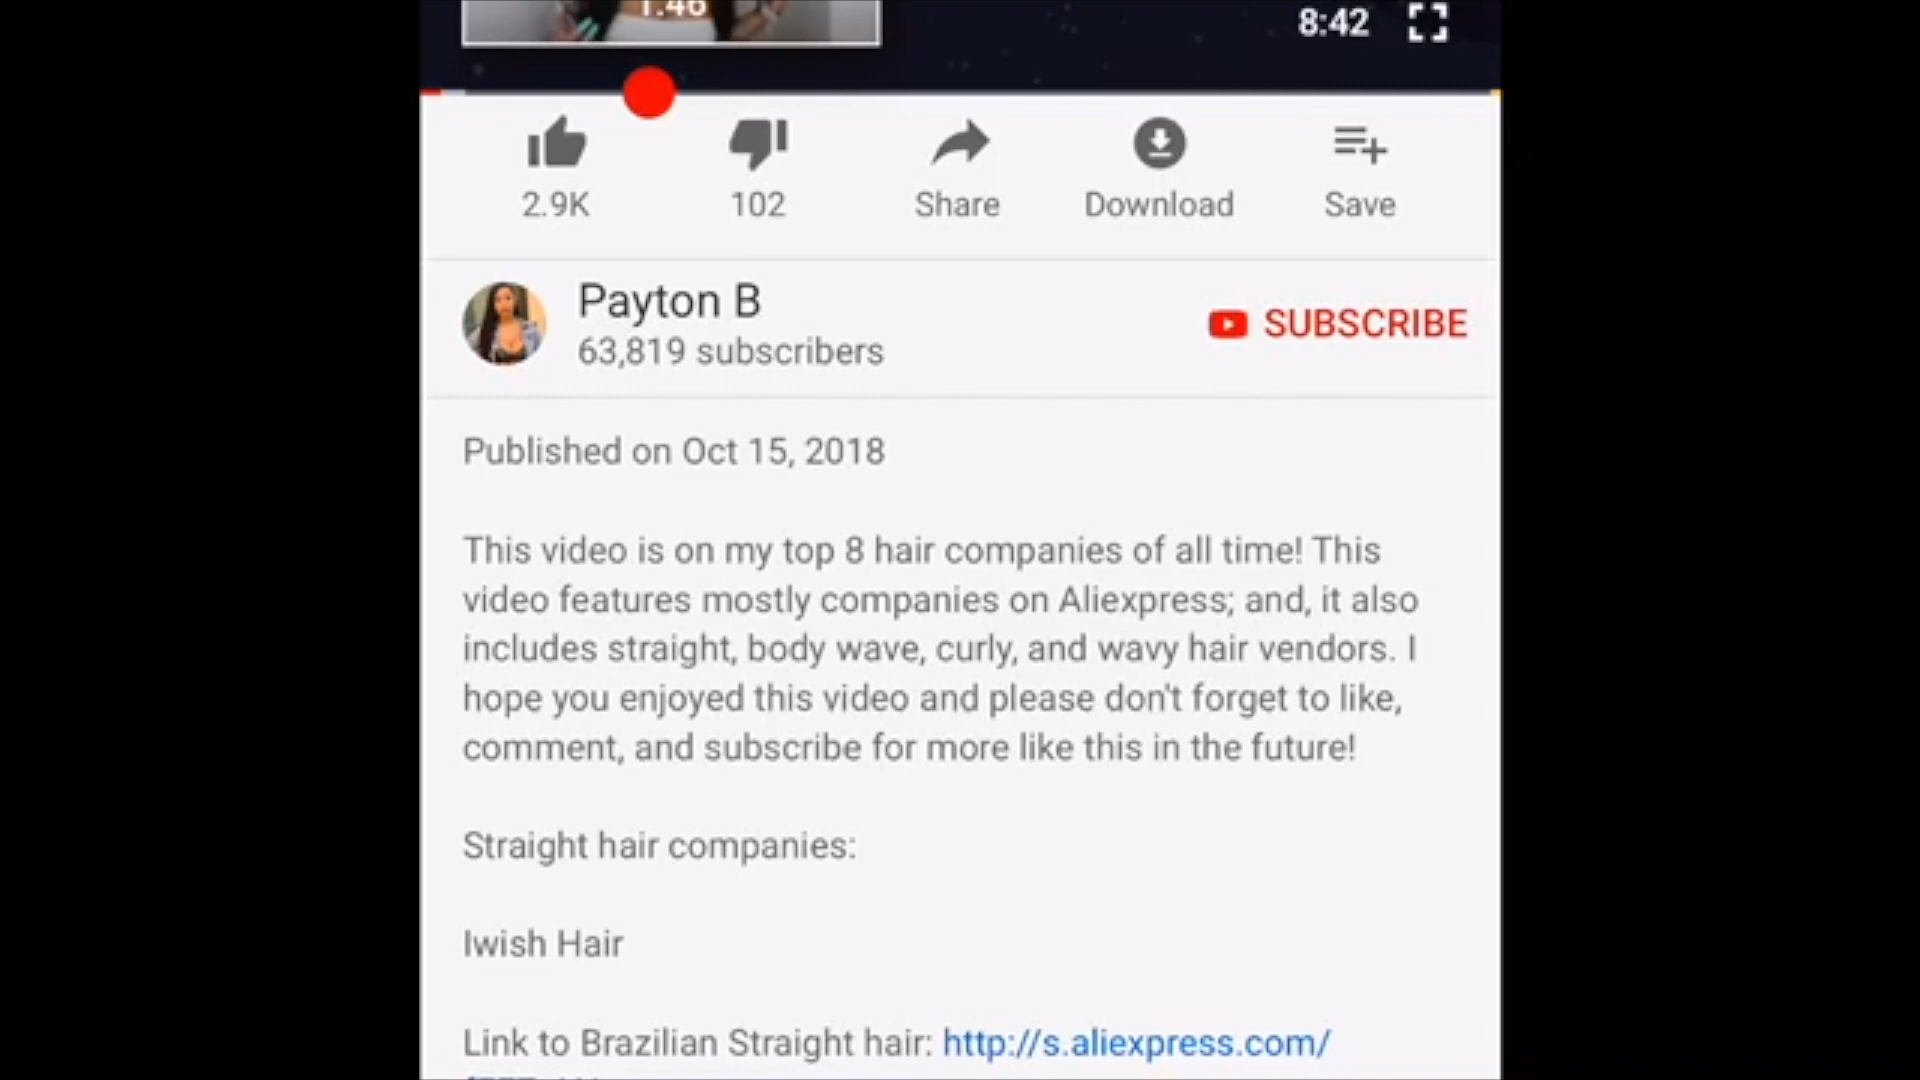 1:46
8:42
2.9K
102
Share
Download
Save
Payton B
63,819 subscribers
SUBSCRIBE
Published on Oct 15, 2018
This video is on my top 8 hair companies of all time! This
video features mostly companies on Aliexpress; and, it also
includes straight, body wave, curly, and wavy hair vendors. I
hope you enjoyed this video and please don't forget to like,
comment, and subscribe for more like this in the future!
Straight hair companies:
Iwish Hair
Link to Brazilian Straight hair: http://s.aliexpress.com/